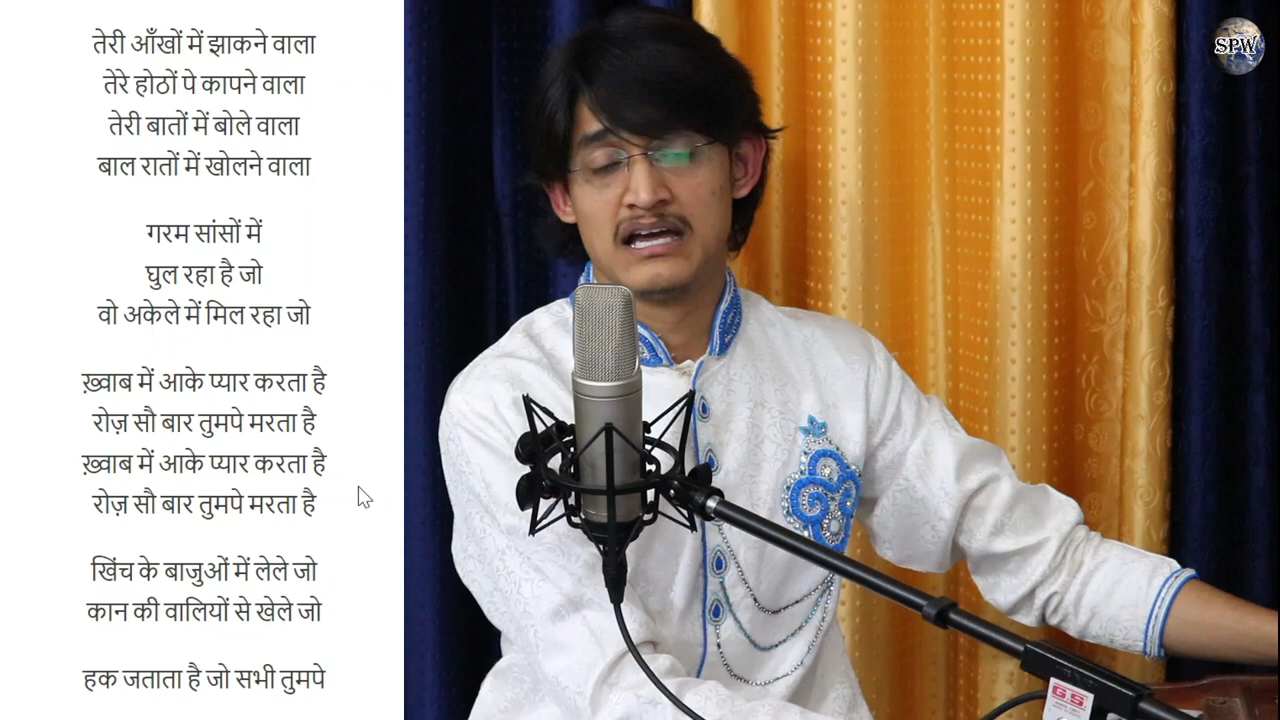 तेरी आँखों में झाकने वाला
तेरे होठों पे कापने वाला
तेरी बातों में बोले वाला
बाल रातों में खोलने वाला
गरम सांसों में
घुल रहा है जो
वो अकेले में मिल रहा जो
ख़्वाब में आके प्यार करता है
रोज़ सौ बार तुमपे मरता है
ख़्वाब में आके प्यार करता है
रोज़ सौ बार तुमपे मरता है
खिंच के बाजुओं में लेले जो
कान की वालियों से खेले जो
हक जताता है जो सभी तुमपे
SPW
G.S.